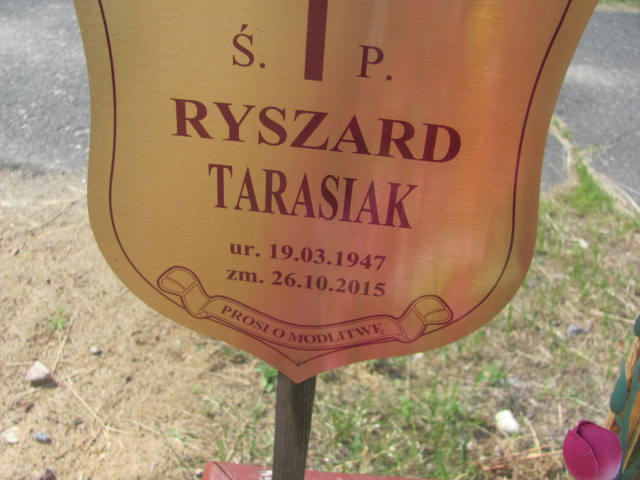 Ś. P.
RYSZARD
TARASIAK
ur. 19.03.1947
zm. 26.10.2015
PROSI O MODLITWĘ